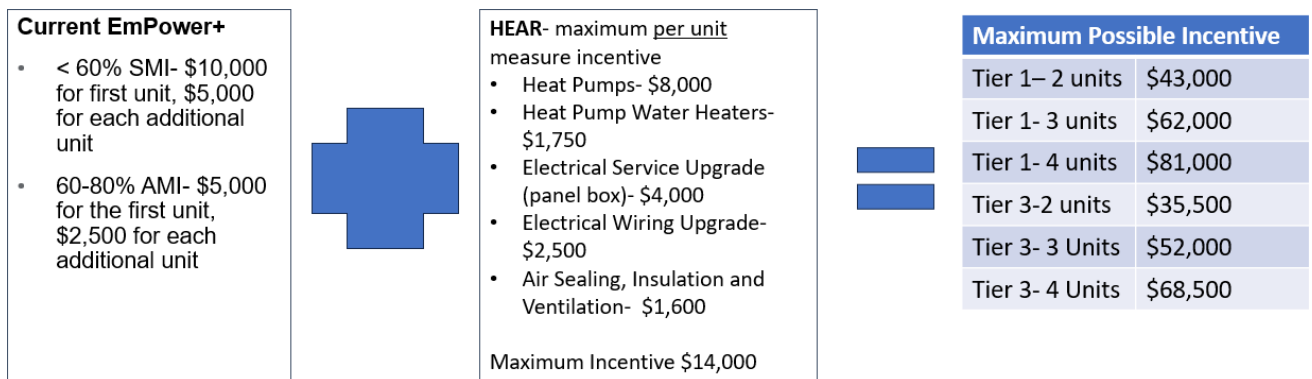 Current EmPower+
• < 60% SMI- $10,000
for first unit, $5,000
for each additional
unit
• 60-80% AMI- $5,000
for the first unit,
$2,500 for each
additional unit
HEAR- maximum per unit
measure incentive
• Heat Pumps- $8,000
• Heat Pump Water Heaters-
$1,750
• Electrical Service Upgrade
(panel box)- $4,000
• Electrical Wiring Upgrade-
$2,500
• Air Sealing, Insulation and
Ventilation- $1,600
Maximum Incentive $14,000
Maximum Possible Incentive
Tier 1– 2 units $43,000
Tier 1- 3 units $62,000
Tier 1- 4 units $81,000
Tier 3-2 units $35,500
Tier 3- 3 Units $52,000
Tier 3- 4 Units $68,500